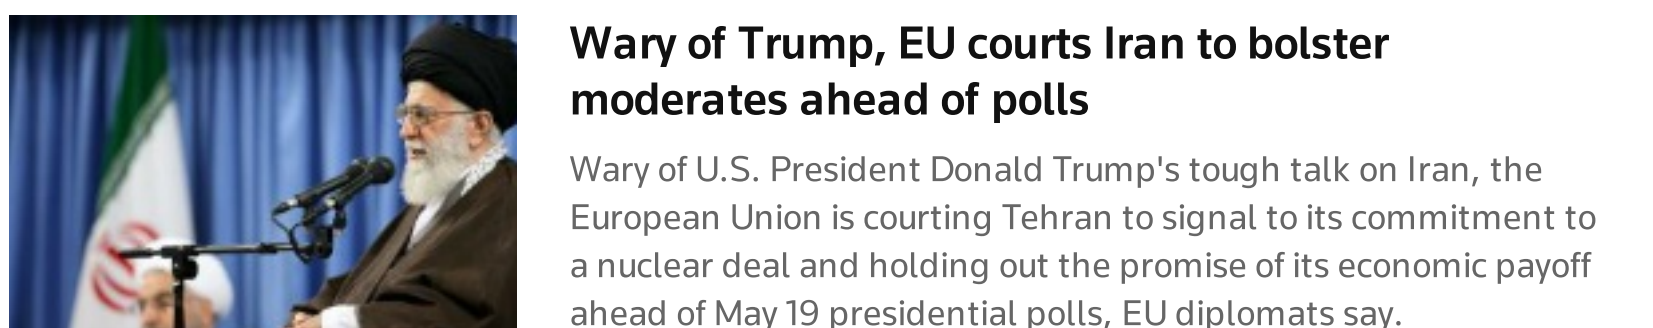 Wary of Trump, EU courts Iran to bolster
moderates ahead of polls
Wary of U.S. President Donald Trump's tough talk on Iran, the
European Union is courting Tehran to signal to its commitment to
a nuclear deal and holding out the promise of its economic payoff
ahead of May 19 presidential polls, EU diplomats say.